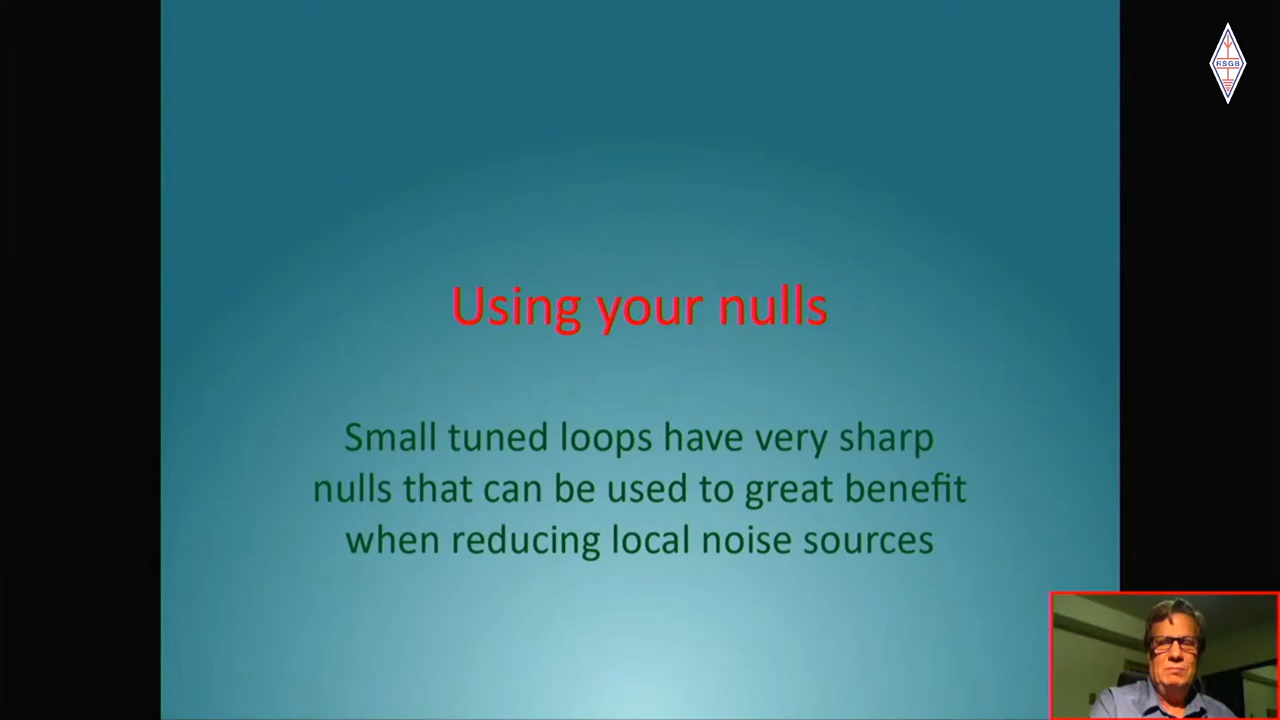 RSGB
Using your nulls
Small tuned loops have very sharp
nulls that can be used to great benefit
when reducing local noise sources